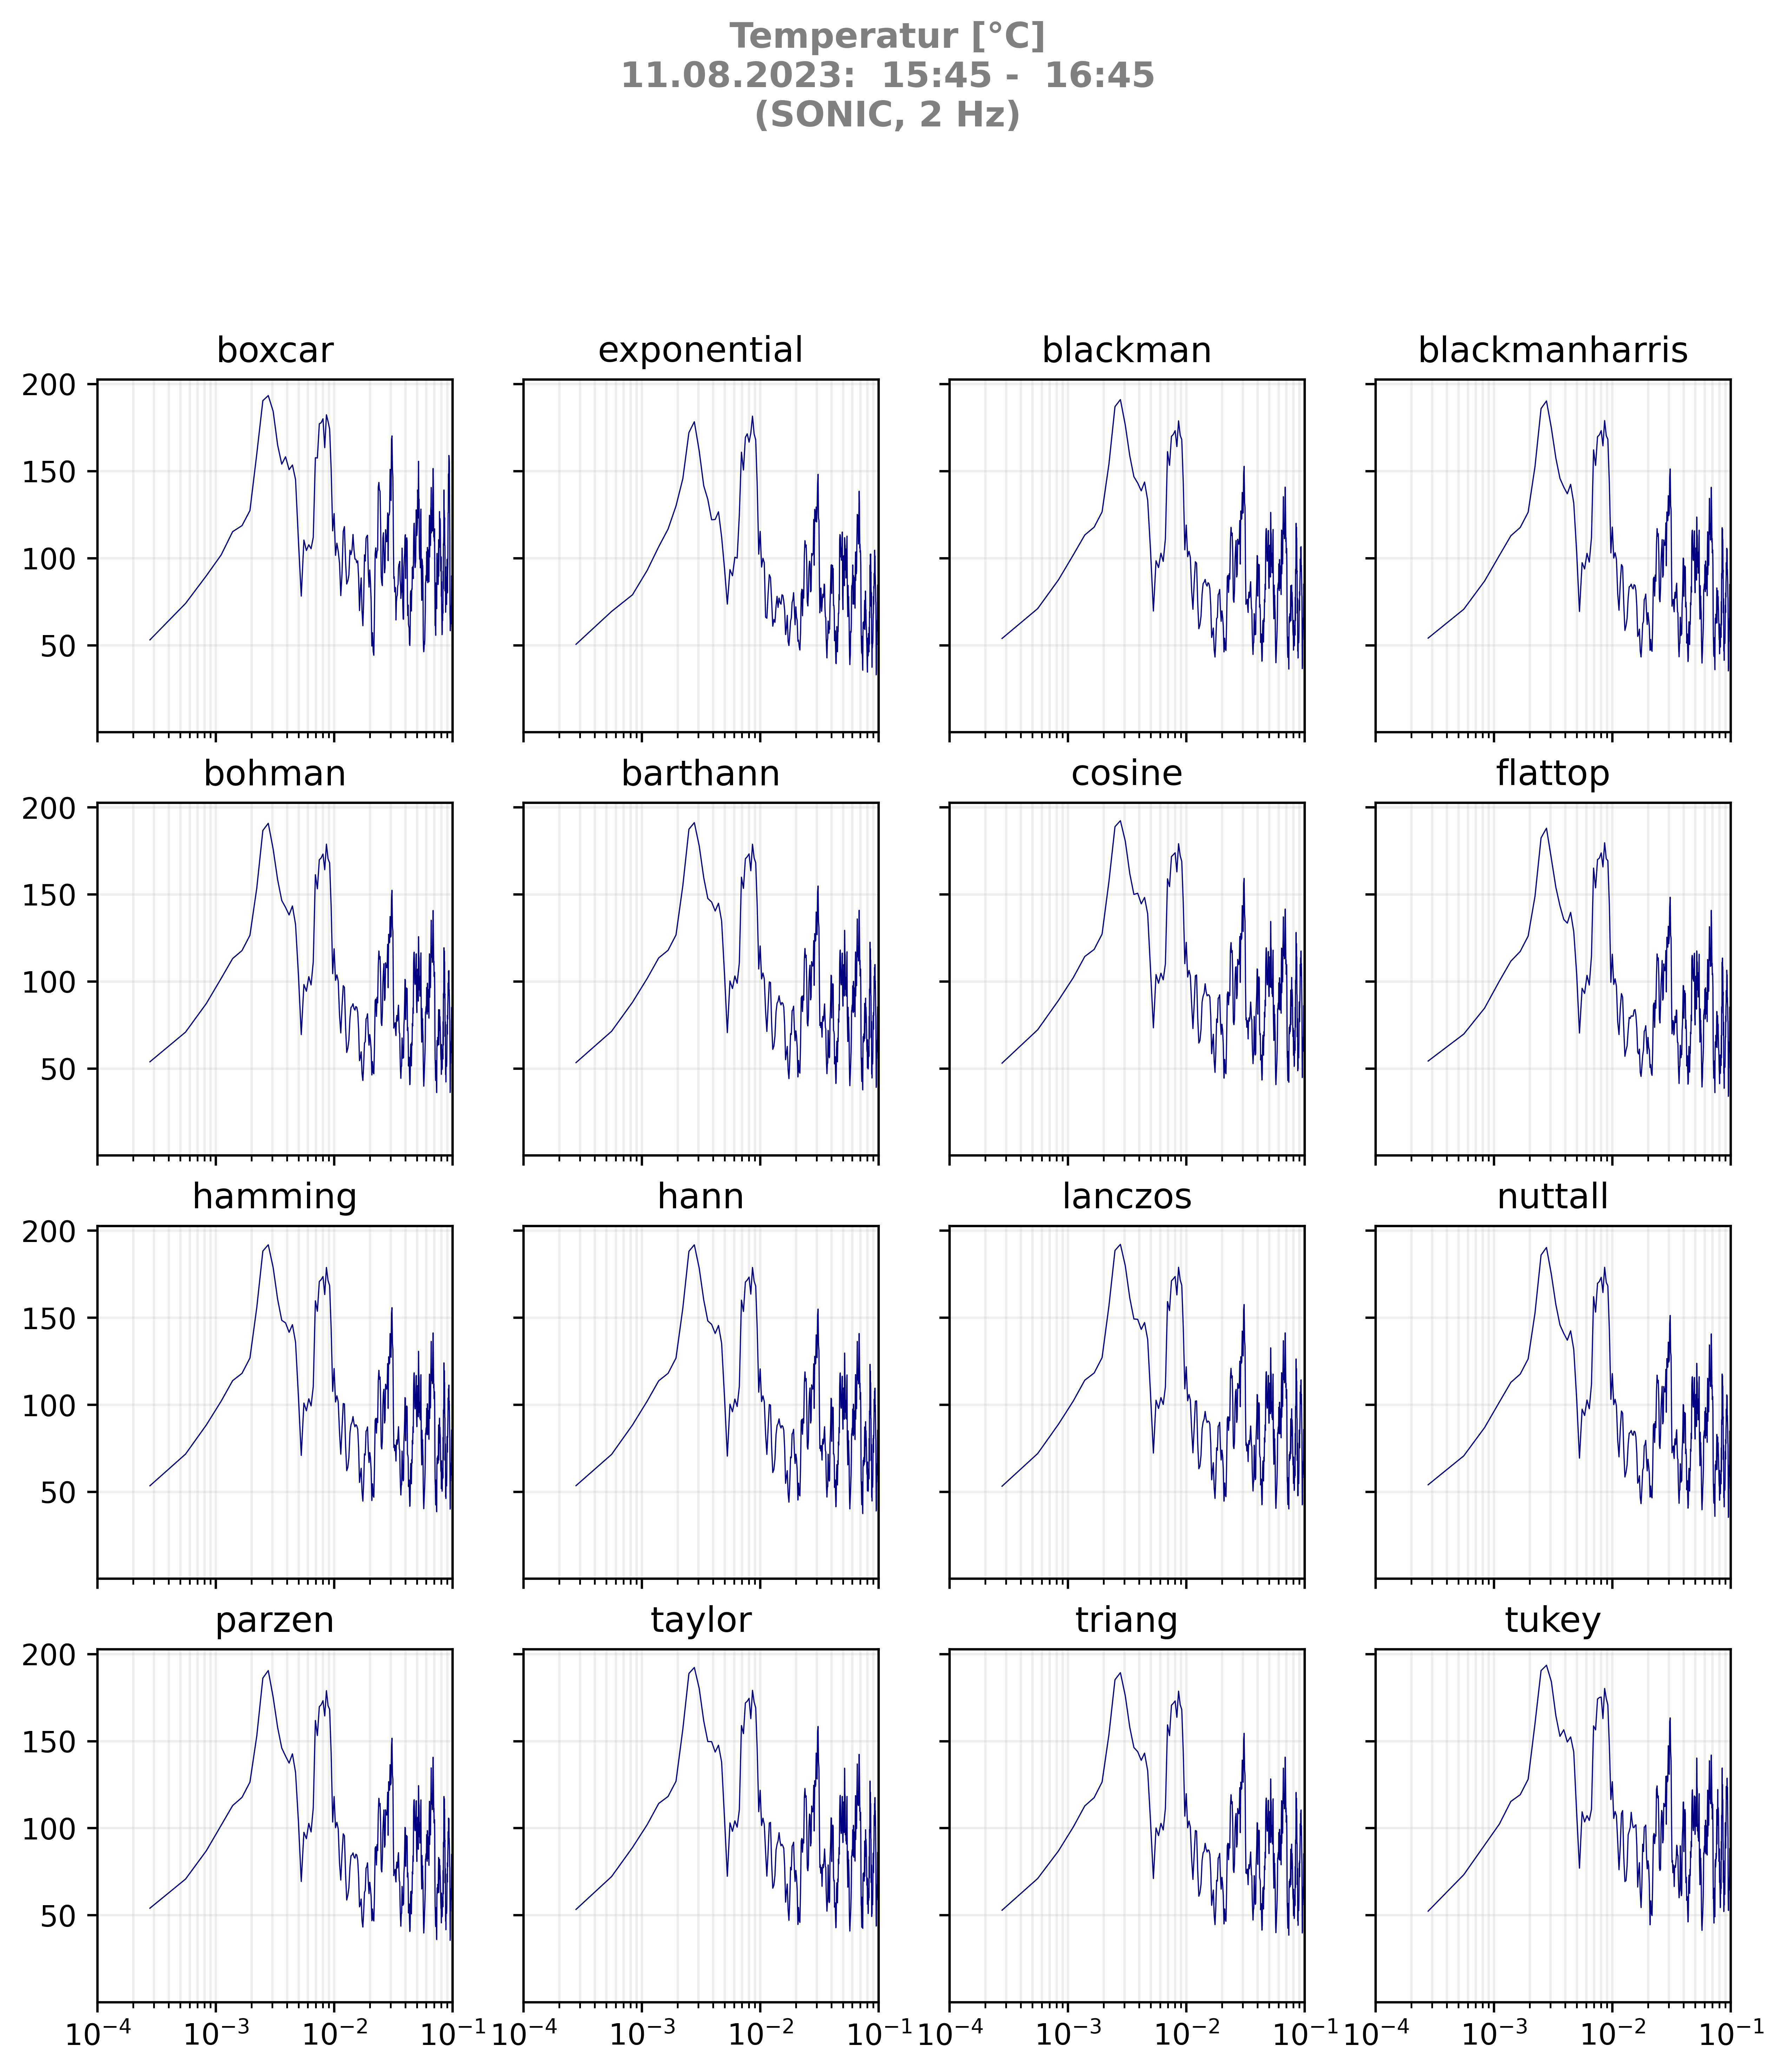 Temperatur [°C]
11.08.2023:  15:45 -  16:45
(SONIC, 2 Hz)
boxcar exponential blackman blackmanharris
200
150
100
50
bohman barthann cosine flattop
200
150
100
50
hamming hann lanczos nuttall
200
150
100
50
parzen taylor triang tukey
200
150
100
50
10⁻⁴ 10⁻³ 10⁻² 10⁻¹ 10⁻⁴ 10⁻³ 10⁻² 10⁻¹ 10⁻⁴ 10⁻³ 10⁻² 10⁻¹ 10⁻⁴ 10⁻³ 10⁻² 10⁻¹